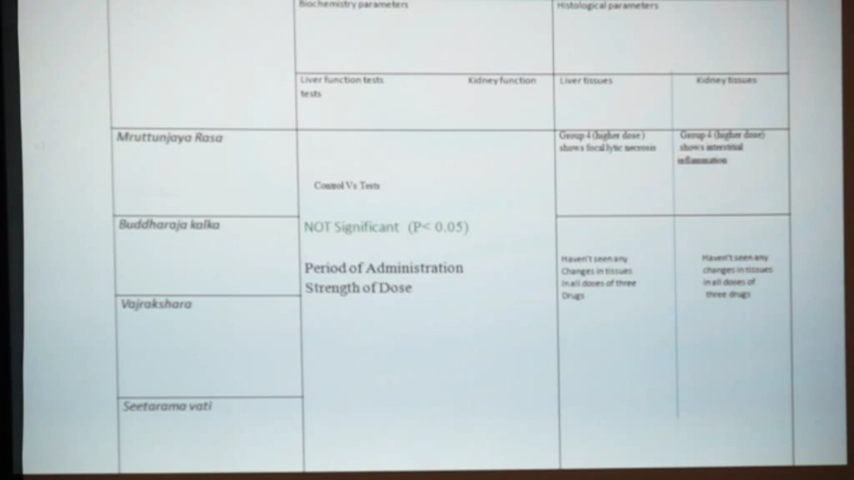 Biochemistry parameters
Histological parameters
Liver function tests Kidney function
tests
Liver tissues
Kidney tissues
Mruttunjaya Rasa
Group 4 (higher dose )
shows focal lytic necrosis
Group 4 (higher dose)
shows interstitial
inflammation
Control Vs Tests
Buddharaja kalka
NOT Significant (P< 0.05)
Period of Administration
Strength of Dose
Haven't seen any
Changes in tissues
in all doses of three
Drugs
Haven't seen any
changes in tissues
in all doses of
three drugs
Vajrakshara
Seetarama vati